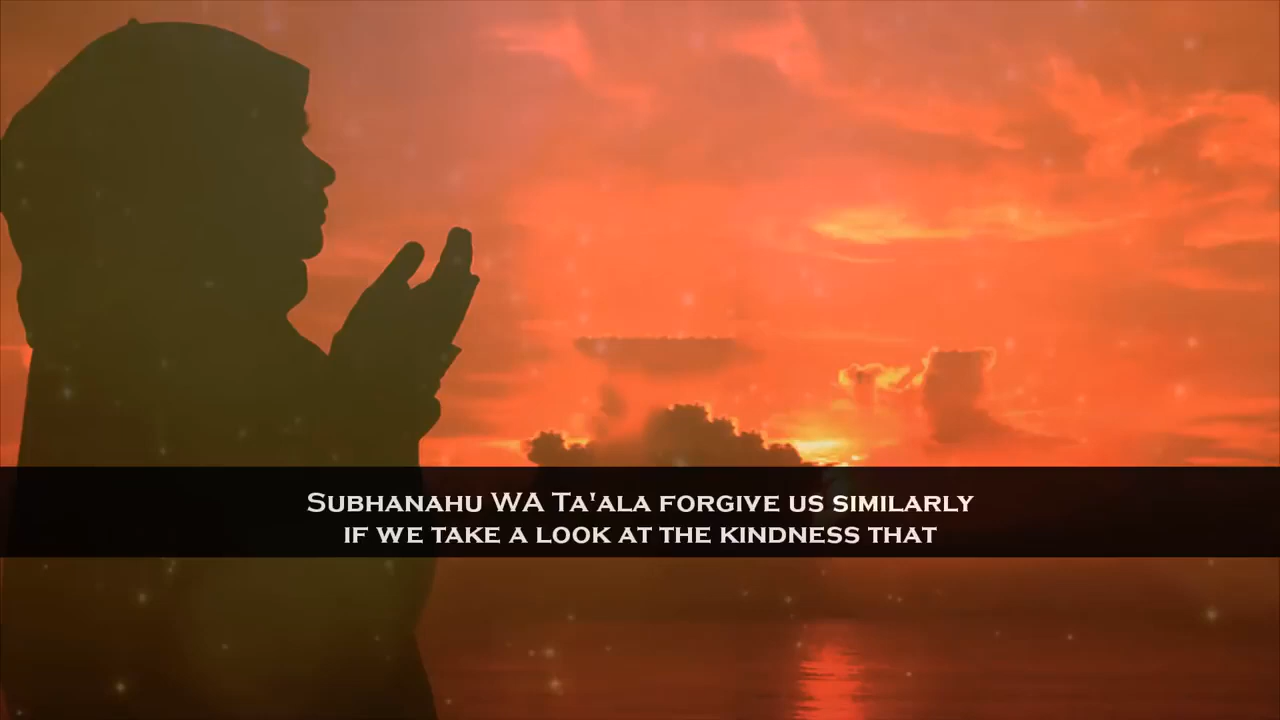 Subhanahu WA Ta'ala forgive us similarly
if we take a look at the kindness that